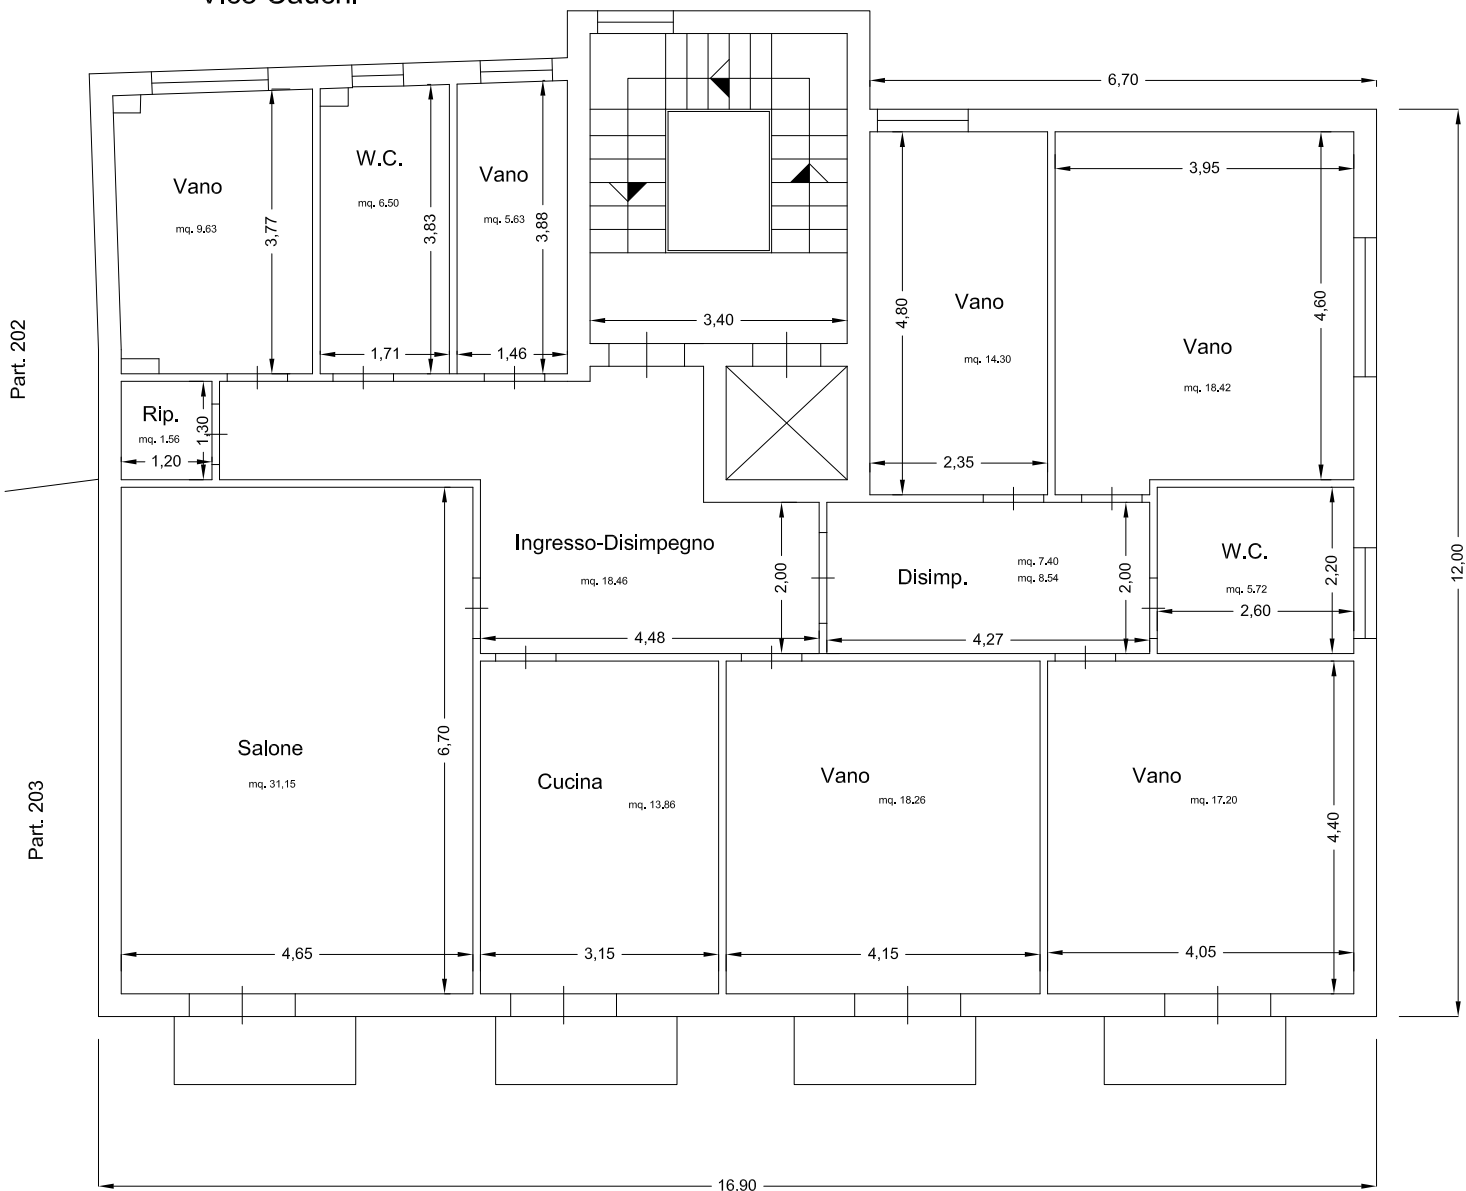 6,70
3,95
W.C.
mq. 6.50
Vano
mq. 5.63
Vano
mq. 9.63
3,77
3,83
3,88
3,40
4,80
Vano
mq. 14.30
4,60
Vano
mq. 18.42
Part. 202
1,71
1,46
Rip.
mq. 1.56
1,30
1,20
2,35
12,00
Ingresso-Disimpegno
mq. 18.46
2,00
4,48
Disimp.
mq. 7.40
mq. 8.54
2,00
4,27
W.C.
mq. 5.72
2,20
2,60
Part. 203
Salone
mq. 31,15
6,70
4,65
Cucina
mq. 13.86
3,15
Vano
mq. 18.26
4,15
Vano
mq. 17.20
4,40
4,05
16.90